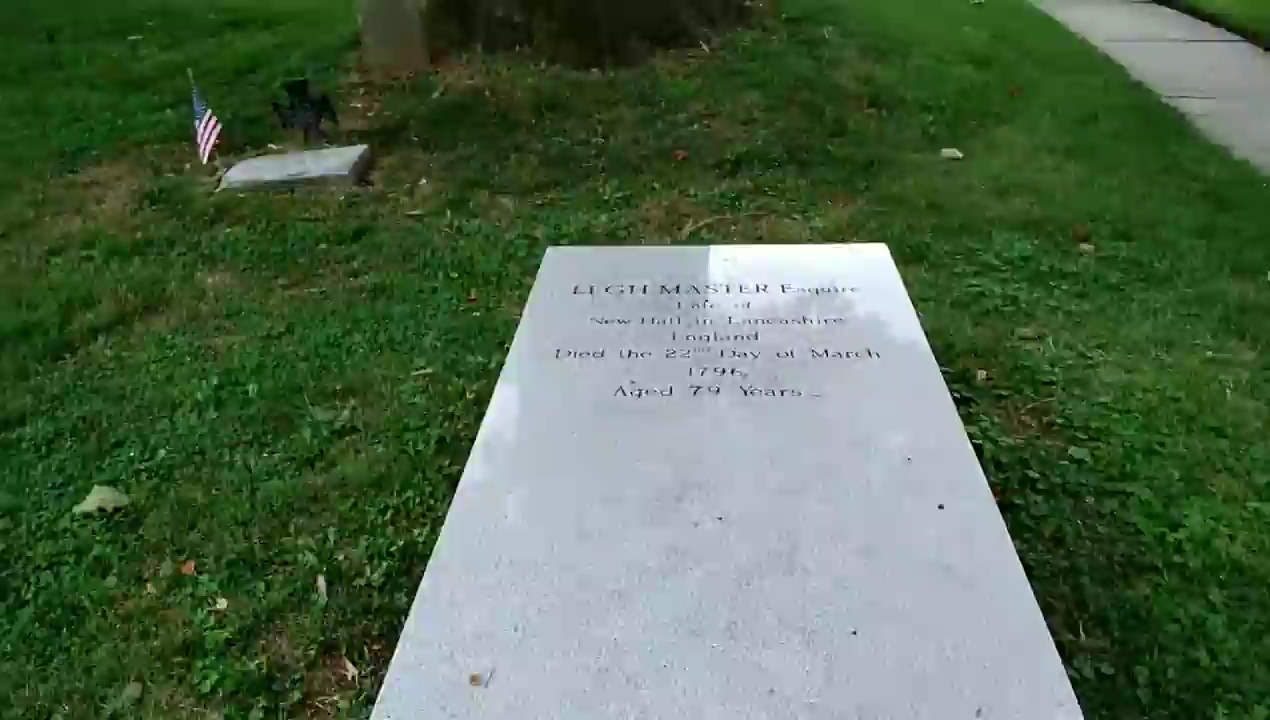 LEGH MASTER Esquire
Late of
New Hall in Lancashire
England
Died the 22nd Day of March
1796,
Aged 79 Years